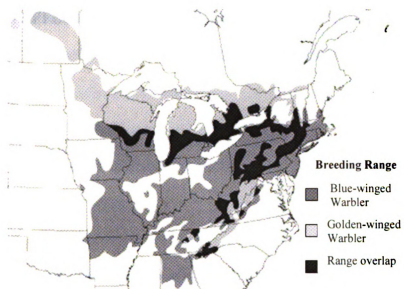 Breeding Range
Blue-winged
Warbler
Golden-winged
Warbler
Range overlap